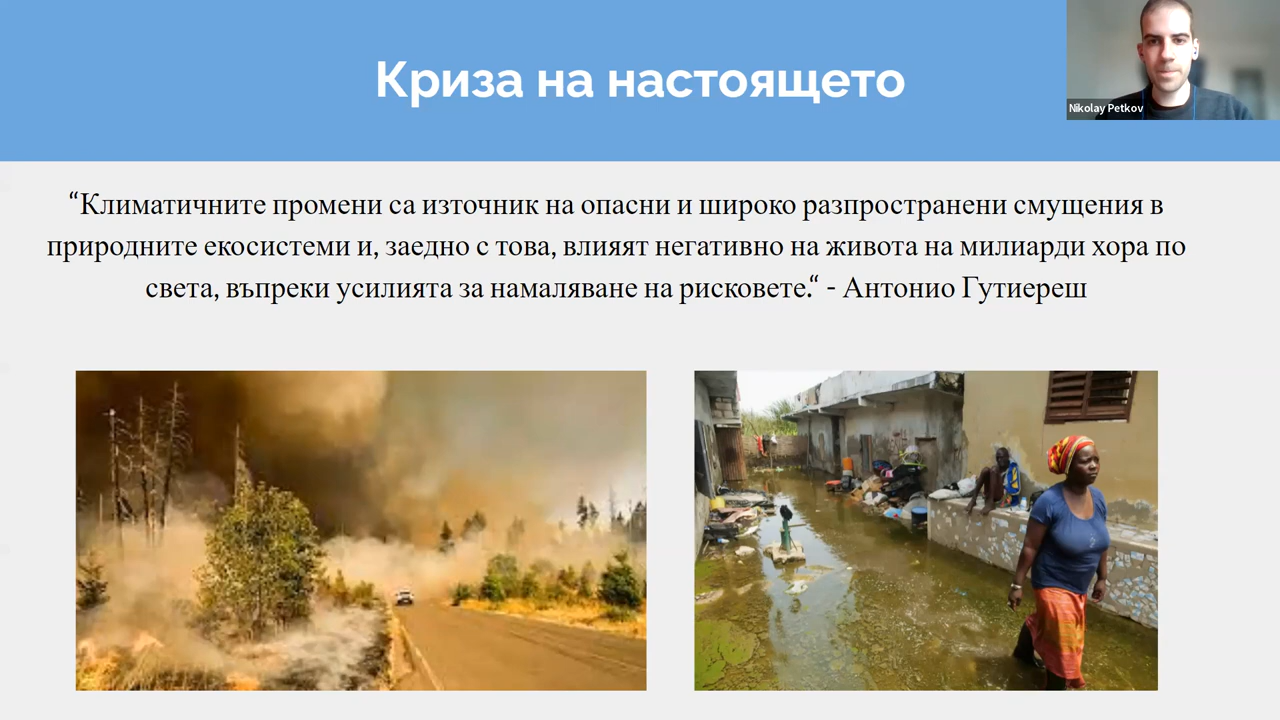 Криза на настоящето
Nikolay Petkov
“Климатичните промени са източник на опасни и широко разпространени смущения в
природните екосистеми и, заедно с това, влияят негативно на живота на милиарди хора по
света, въпреки усилията за намаляване на рисковете.“ - Антонио Гутиереш